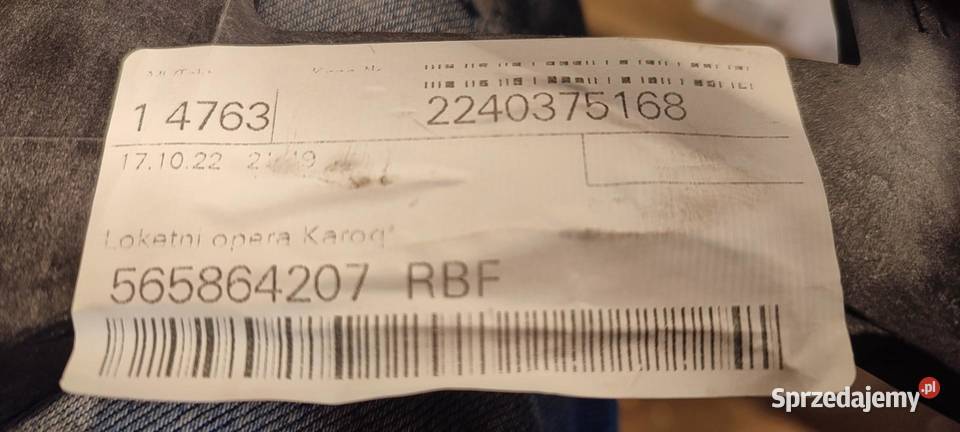 1 4763
2240375168
17.10.22
Loketni opera Karoq
565864207 RBF
Sprzedajemy.pl